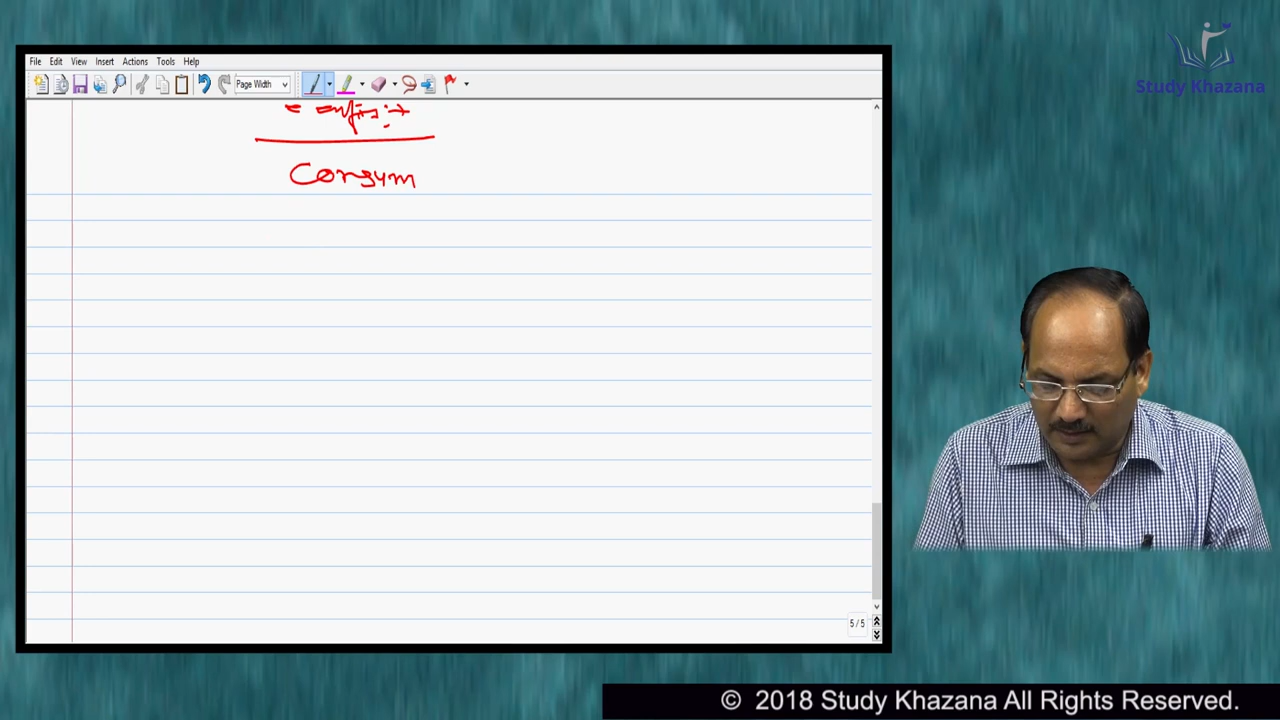 Study Khazana
File Edit View Insert Actions Tools Help
Page Width
Consum
5 / 5
© 2018 Study Khazana All Rights Reserved.